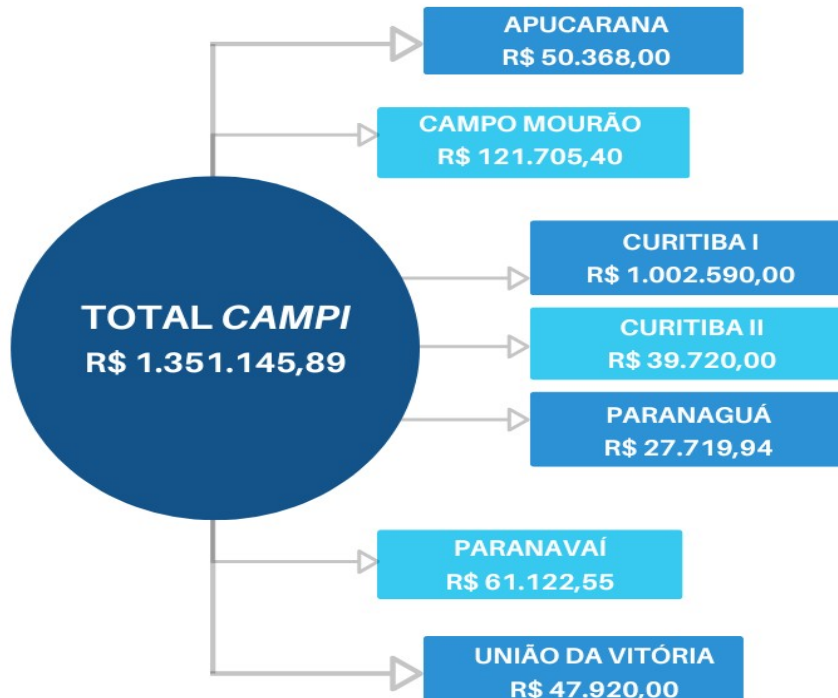 APUCARANA
R$ 50.368,00
CAMPO MOURÃO
R$ 121.705,40
CURITIBA I
R$ 1.002.590,00
TOTAL CAMPI
R$ 1.351.145,89
CURITIBA II
R$ 39.720,00
PARANAGUÁ
R$ 27.719,94
PARANAVAÍ
R$ 61.122,55
UNIÃO DA VITÓRIA
R$ 47.920,00